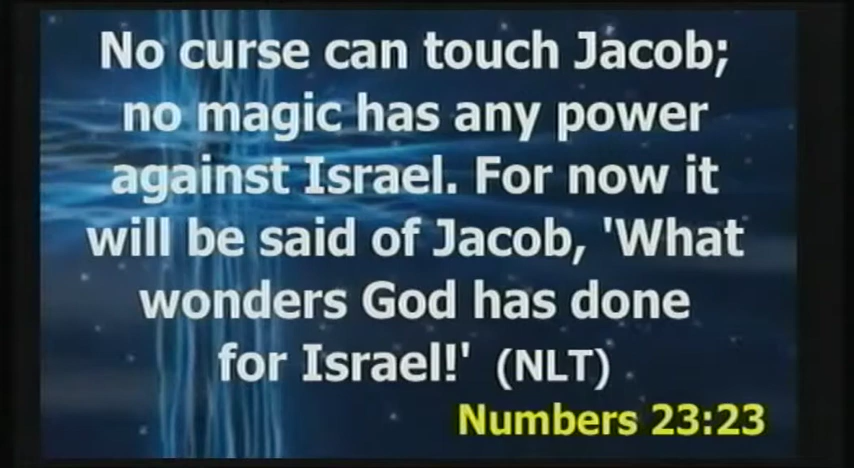 No curse can touch Jacob;
no magic has any power
against Israel. For now it
will be said of Jacob, 'What
wonders God has done
for Israel!' (NLT)
Numbers 23:23